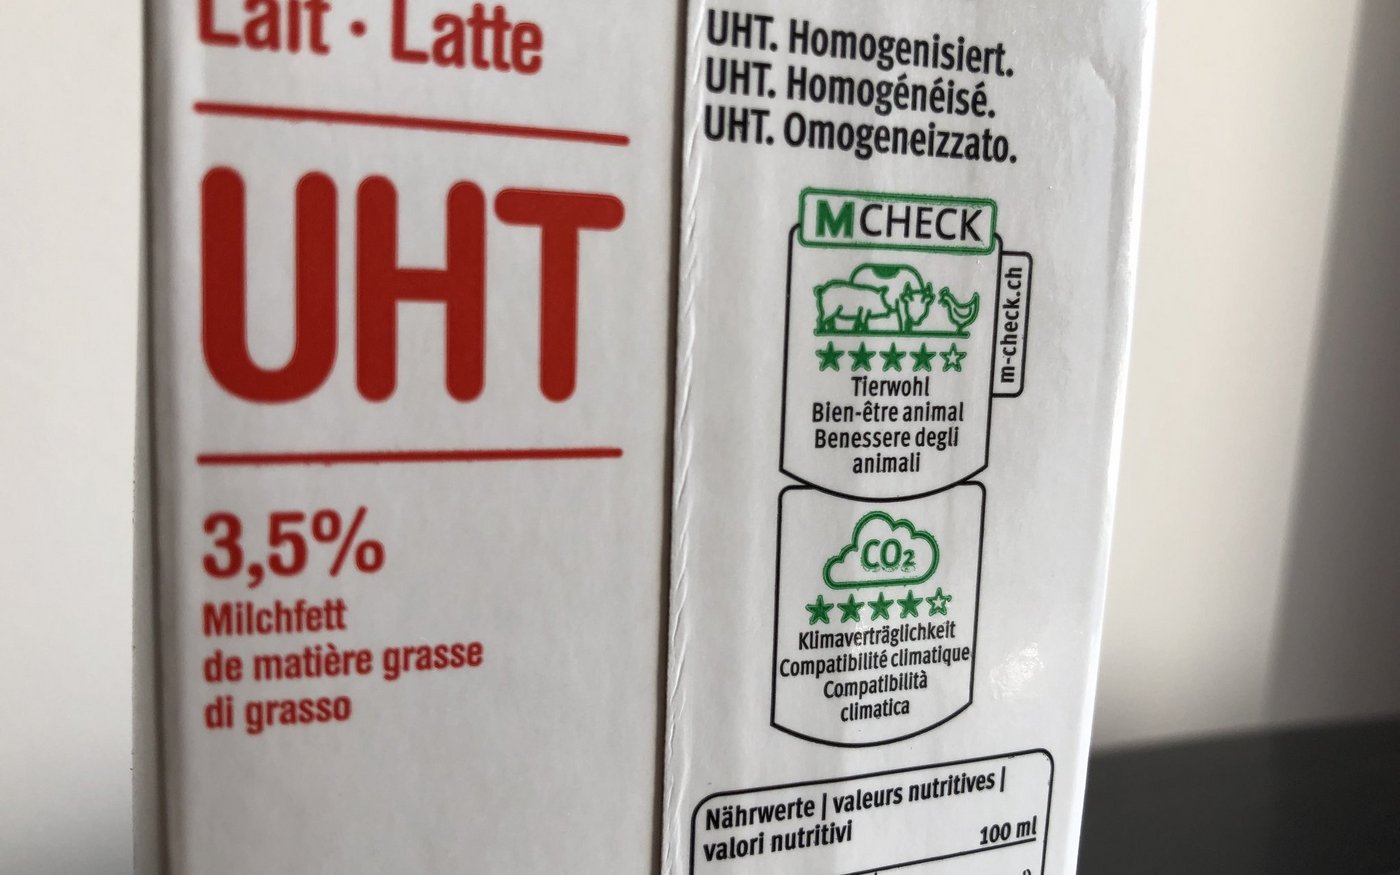 Lait · Latte
UHT
3,5%
Milchfett
de matière grasse
di grasso
UHT. Homogenisiert.
UHT. Homogénéisé.
UHT. Omogeneizzato.
MCHECK
m-check.ch
Tierwohl
Bien-être animal
Benessere degli
animali
CO₂
Klimaverträglichkeit
Compatibilité climatique
Compatibilità
climatica
Nährwerte | valeurs nutritives |
valori nutritivi
100 ml